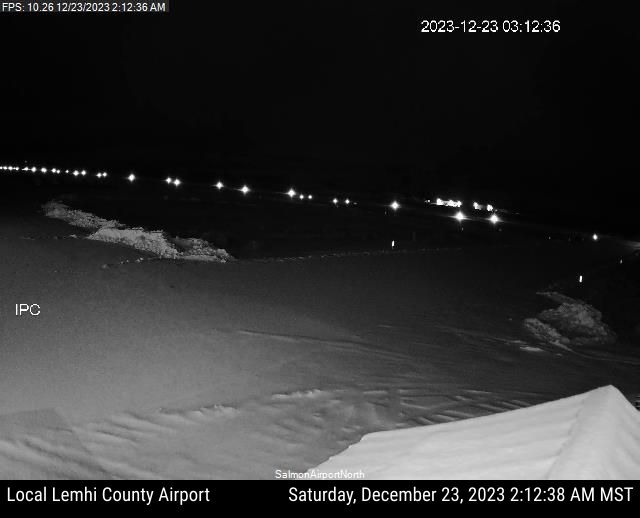 FPS: 10.26 12/23/2023 2:12:36 AM
2023-12-23 03:12:36
IPC
SalmonAirportNorth
Local Lemhi County Airport Saturday, December 23, 2023 2:12:38 AM MST